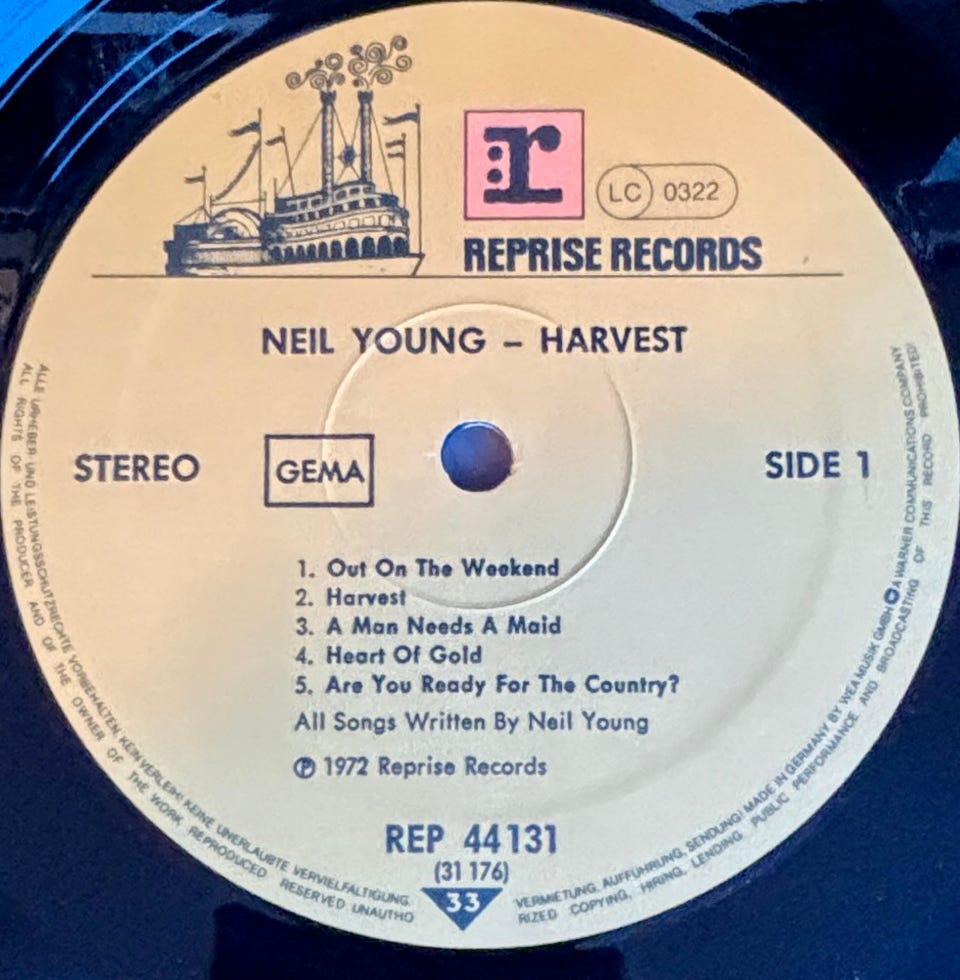 r
LC 0322
REPRISE RECORDS
NEIL YOUNG – HARVEST
STEREO
GEMA
SIDE 1
1. Out On The Weekend
2. Harvest
3. A Man Needs A Maid
4. Heart Of Gold
5. Are You Ready For The Country?
All Songs Written By Neil Young
℗ 1972 Reprise Records
REP 44131
(31 176)
33
ALLE URHEBER- UND LEISTUNGSSCHUTZRECHTE VORBEHALTEN. KEIN VERLEIH! KEINE UNERLAUBTE VERVIELFÄLTIGUNG,
VERMIETUNG, AUFFÜHRUNG, SENDUNG! MADE IN GERMANY BY WEA MUSIK GMBH A WARNER COMMUNICATIONS COMPANY
ALL RIGHTS OF THE PRODUCER AND OF THE OWNER OF THE WORK REPRODUCED RESERVED UNAUTHO
RIZED COPYING, HIRING, LENDING PUBLIC PERFORMANCE AND BROADCASTING OF THIS RECORD PROHIBITED!